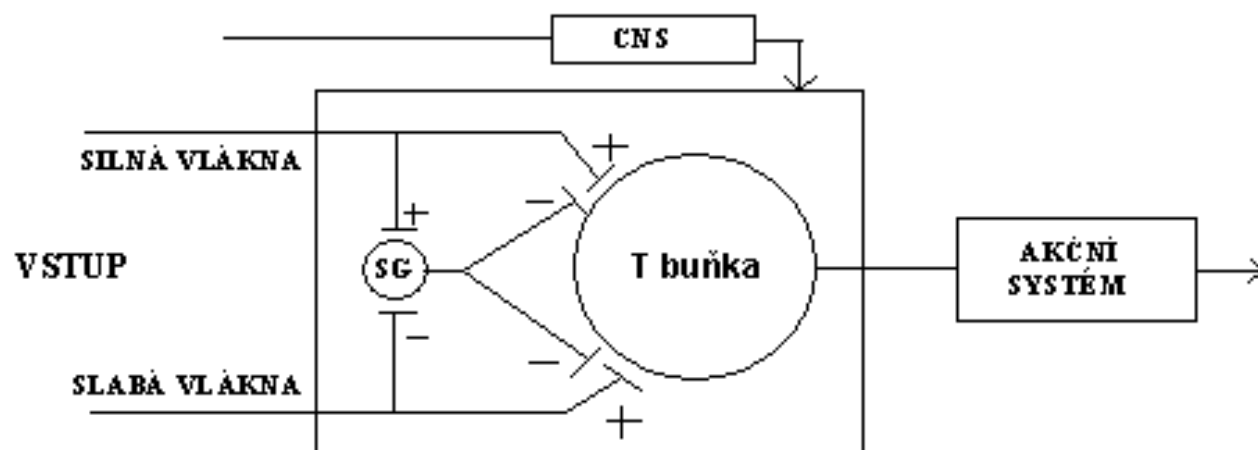 CNS
SILNÁ VLÁKNA
+
−
+
VSTUP
SG
T buňka
AKČNÍ
SYSTÉM
−
−
SLABÁ VLÁKNA
+